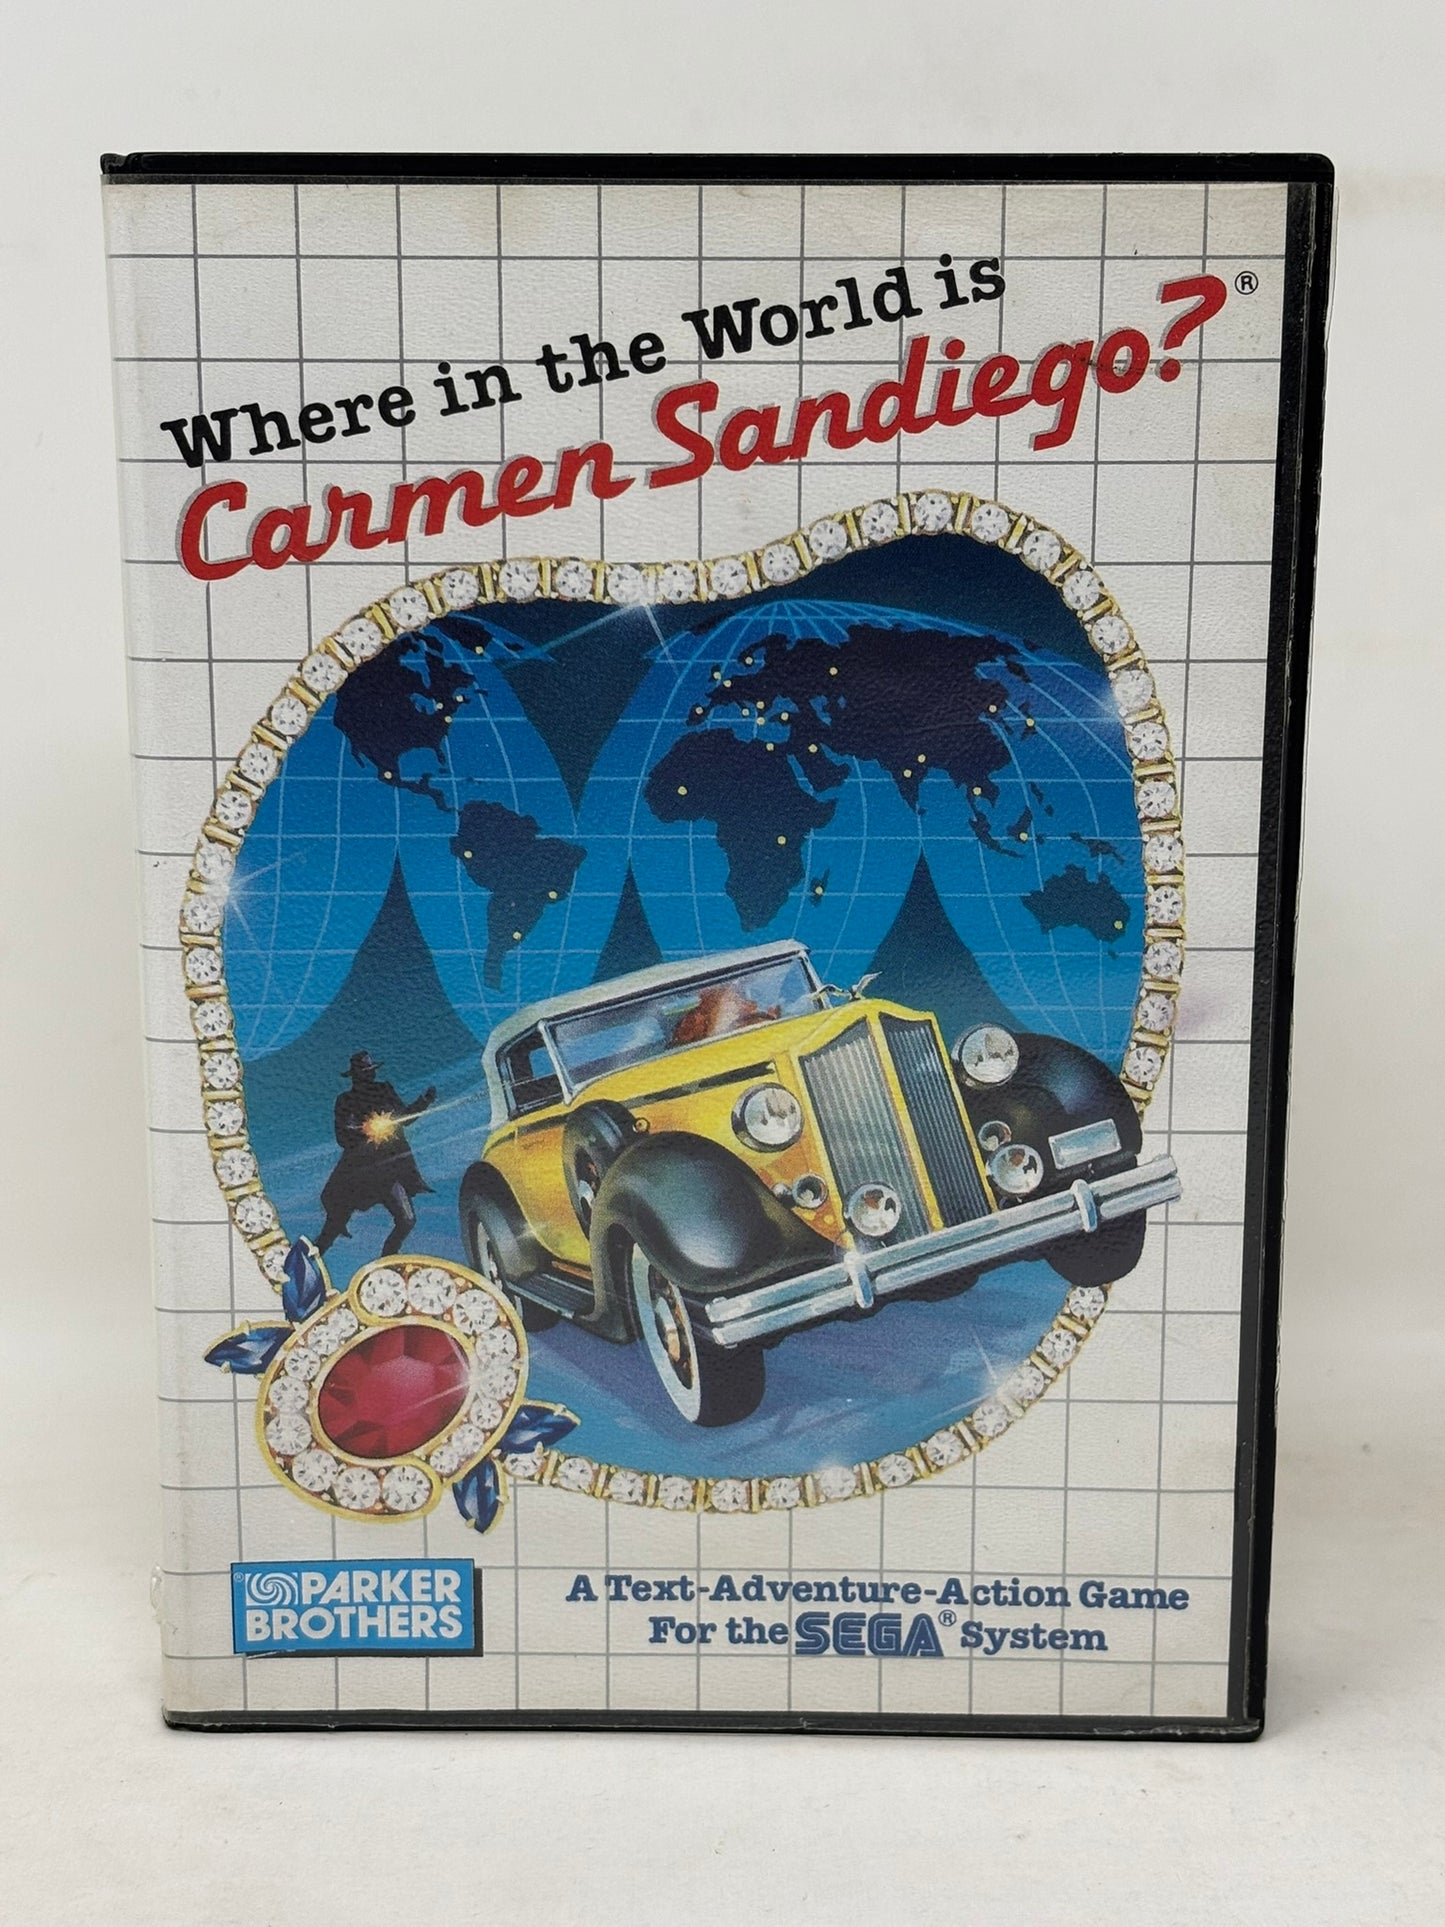 Where in the World is
Carmen Sandiego?®
®PARKER
BROTHERS
A Text-Adventure-Action Game
For the SEGA® System